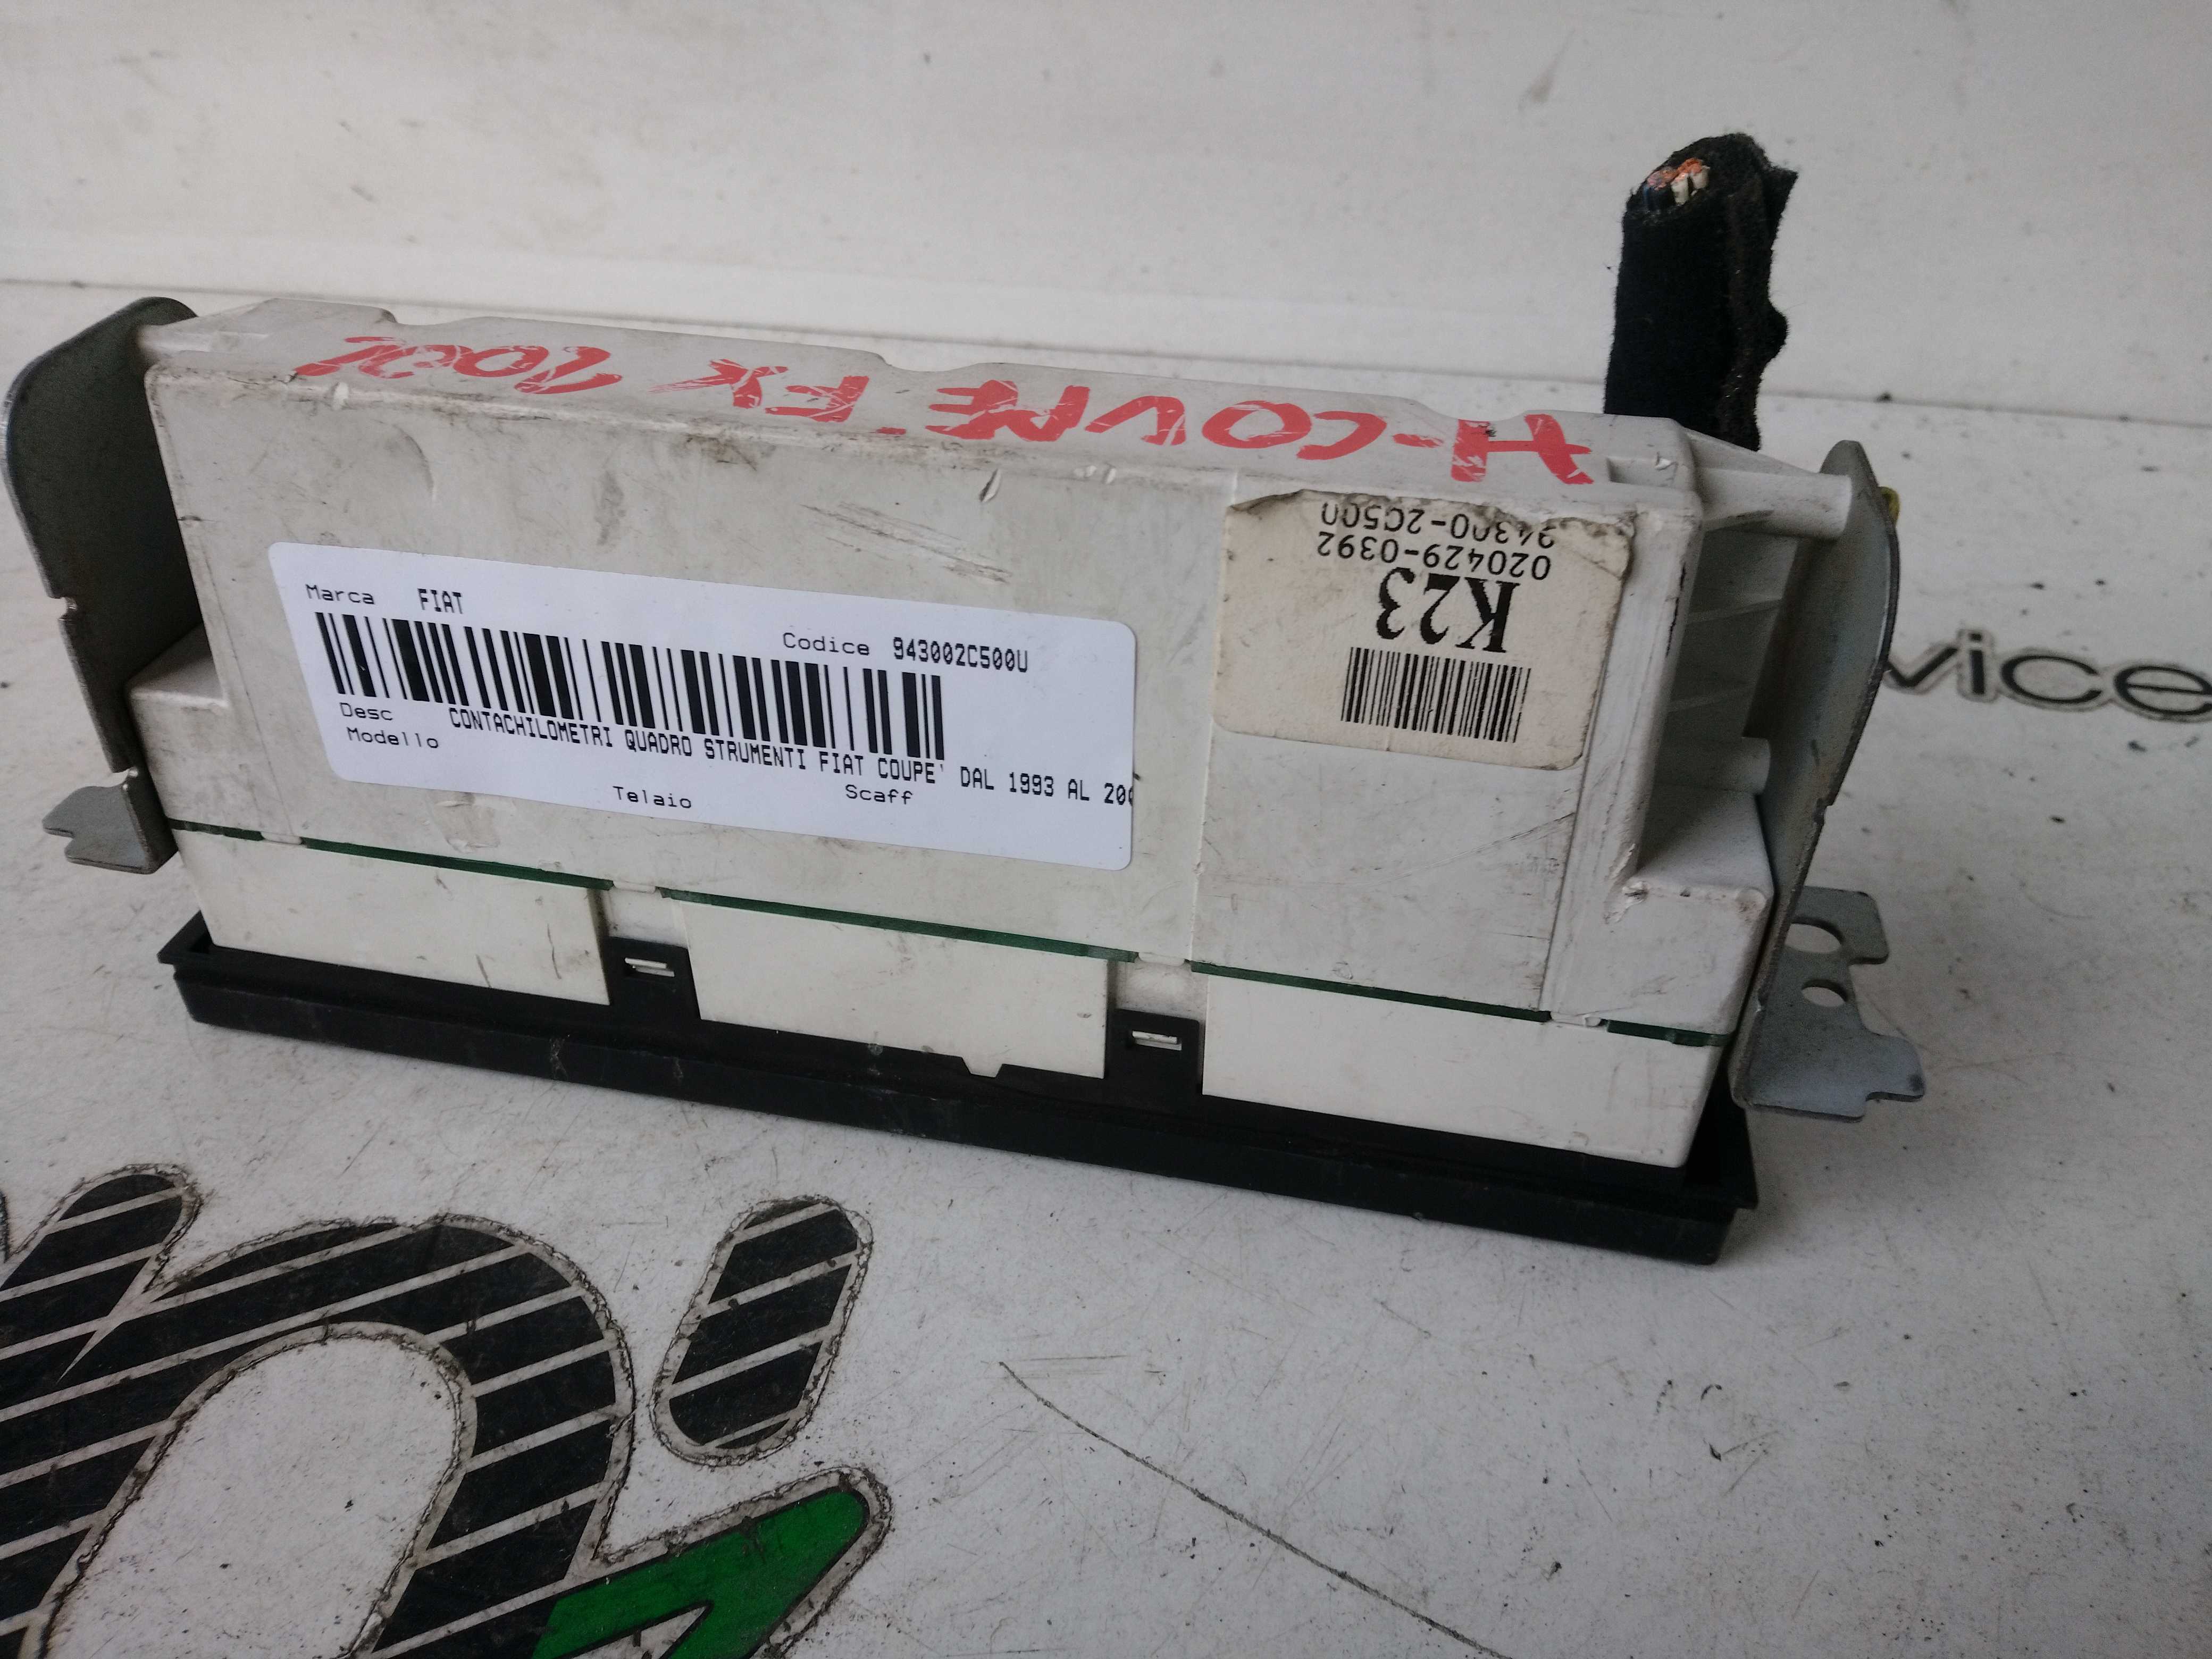 H-COUPE' FX 2002
Marca FIAT
Codice 943002C500U
Desc CONTACHILOMETRI QUADRO STRUMENTI FIAT COUPE' DAL 1993 AL 200
Modello
Telaio Scaff
94300-2C500
020429-0392
K23
vice